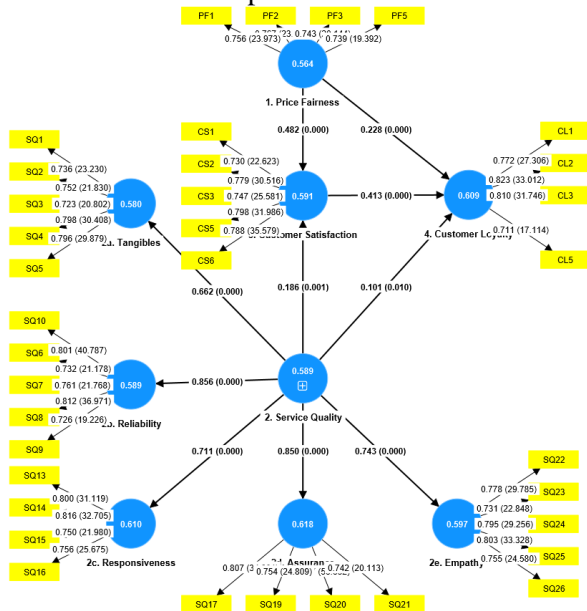 PF1 PF2 PF3 PF5
0.743
0.756 (23.973) 0.739 (19.392)
0.564
1. Price Fairness
SQ1
SQ2
SQ3
SQ4
SQ5
0.736 (23.230)
0.752 (21.830)
0.723 (20.802)
0.798 (30.408)
0.796 (29.879)
0.580
Tangibles
CS1
CS2
CS3
CS5
CS6
0.730 (22.623)
0.779 (30.516)
0.747 (25.581)
0.798 (31.986)
0.788 (35.579)
0.591
Customer Satisfaction
0.482 (0.000)
0.228 (0.000)
0.413 (0.000)
CL1
CL2
CL3
CL5
0.772 (27.306)
0.823 (33.012)
0.810 (31.746)
0.711 (17.114)
0.609
4. Customer Loyalty
0.662 (0.000)
0.186 (0.001)
0.101 (0.010)
SQ10
SQ6
SQ7
SQ8
SQ9
0.801 (40.787)
0.732 (21.178)
0.761 (21.768)
0.812 (36.971)
0.726 (19.226)
0.589
Reliability
0.856 (0.000)
0.589
2. Service Quality
0.711 (0.000)
0.850 (0.000)
0.743 (0.000)
SQ13
SQ14
SQ15
SQ16
0.800 (31.119)
0.816 (32.705)
0.750 (21.980)
0.756 (25.675)
0.610
2c. Responsiveness
0.618
Assurance
0.807
0.754 (24.809)
0.742 (20.113)
SQ17 SQ19 SQ20 SQ21
SQ22
SQ23
SQ24
SQ25
SQ26
0.778 (29.785)
0.731 (22.848)
0.795 (29.256)
0.803 (33.328)
0.755 (24.580)
0.597
2e. Empathy